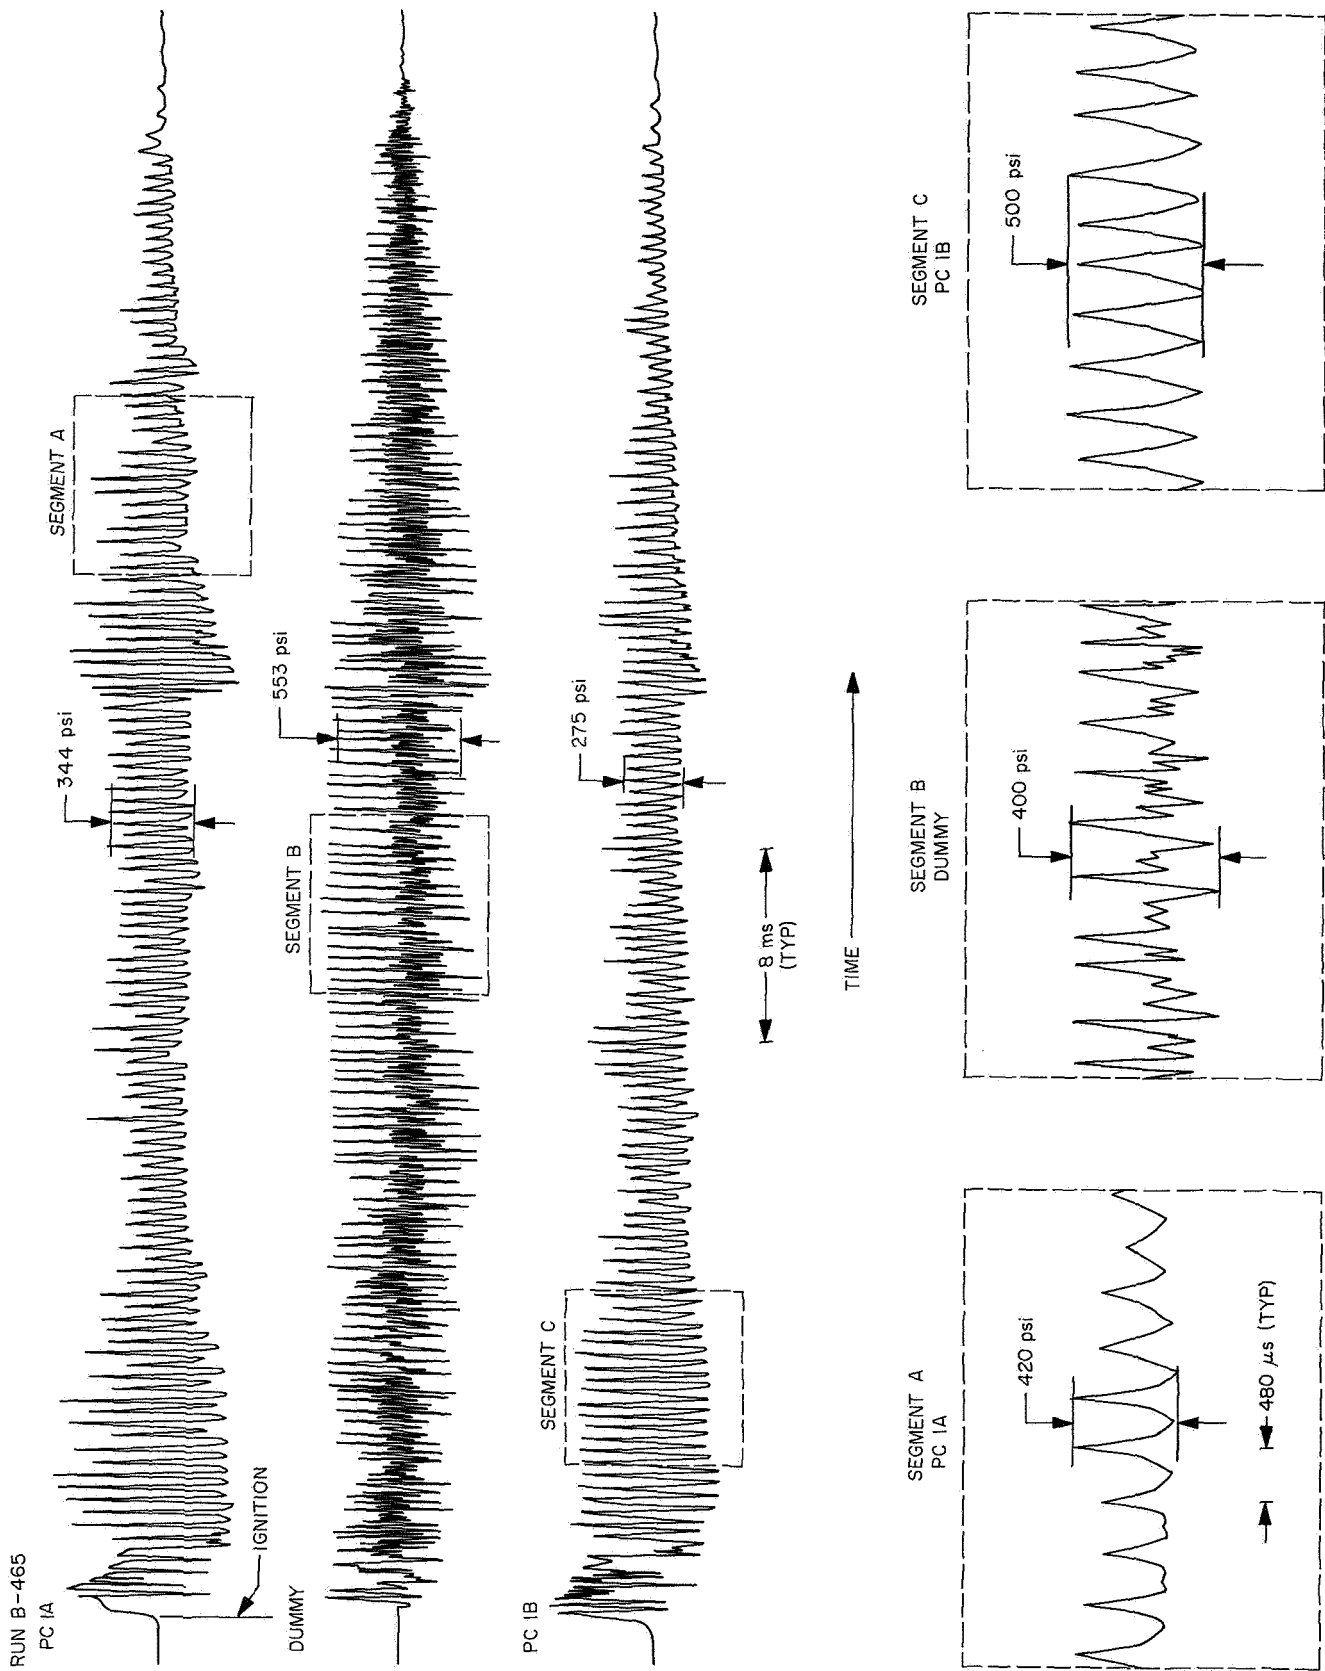 RUN B-465
PC 1A
344 psi
SEGMENT A
IGNITION
DUMMY
SEGMENT B
553 psi
PC 1B
SEGMENT C
275 psi
8 ms
(TYP)
TIME
SEGMENT A
PC 1A
420 psi
480 μs (TYP)
SEGMENT B
DUMMY
400 psi
SEGMENT C
PC 1B
500 psi